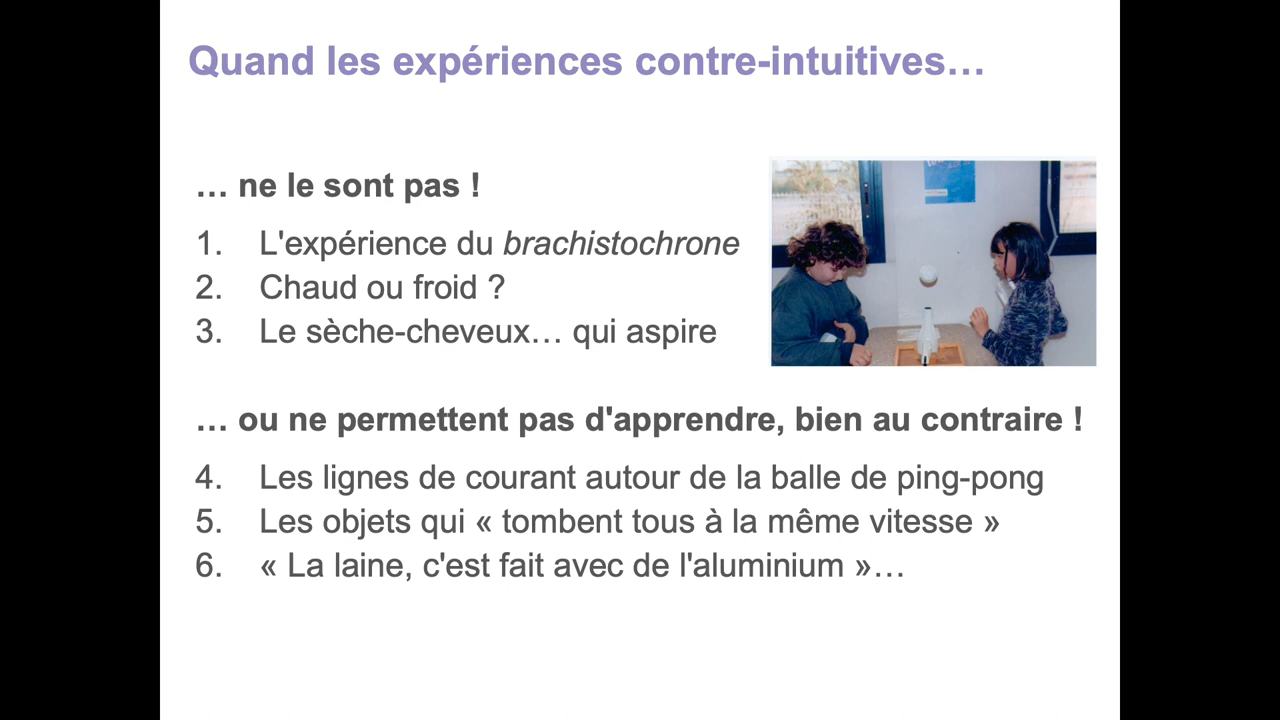 Quand les expériences contre-intuitives…
… ne le sont pas !
1. L'expérience du brachistochrone
2. Chaud ou froid ?
3. Le sèche-cheveux… qui aspire
… ou ne permettent pas d'apprendre, bien au contraire !
4. Les lignes de courant autour de la balle de ping-pong
5. Les objets qui « tombent tous à la même vitesse »
6. « La laine, c'est fait avec de l'aluminium »…